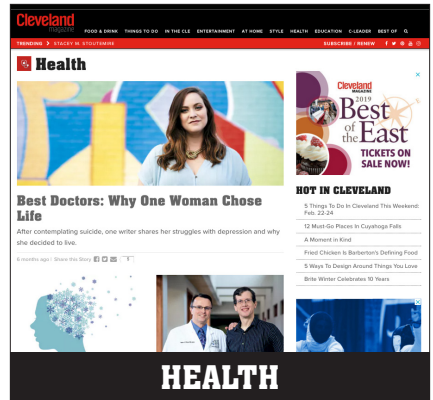 Cleveland
magazine
FOOD & DRINK THINGS TO DO IN THE CLE ENTERTAINMENT AT HOME STYLE HEALTH EDUCATION C-LEADER BEST OF
TRENDING > STACEY W. STOUTEMIRE
SUBSCRIBE / RENEW
Health
Best Doctors: Why One Woman Chose
Life
After contemplating suicide, one writer shares her struggles with depression and why
she decided to live.
6 months ago | Share this Story
1
Cleveland
MAGAZINE
2019
Best
of the
East
TICKETS ON
SALE NOW!
HOT IN CLEVELAND
5 Things To Do In Cleveland This Weekend:
Feb. 22-24
12 Must-Go Places In Cuyahoga Falls
A Moment in Kind
Fried Chicken Is Barberton's Defining Food
5 Ways To Design Around Things You Love
Brite Winter Celebrates 10 Years
HEALTH